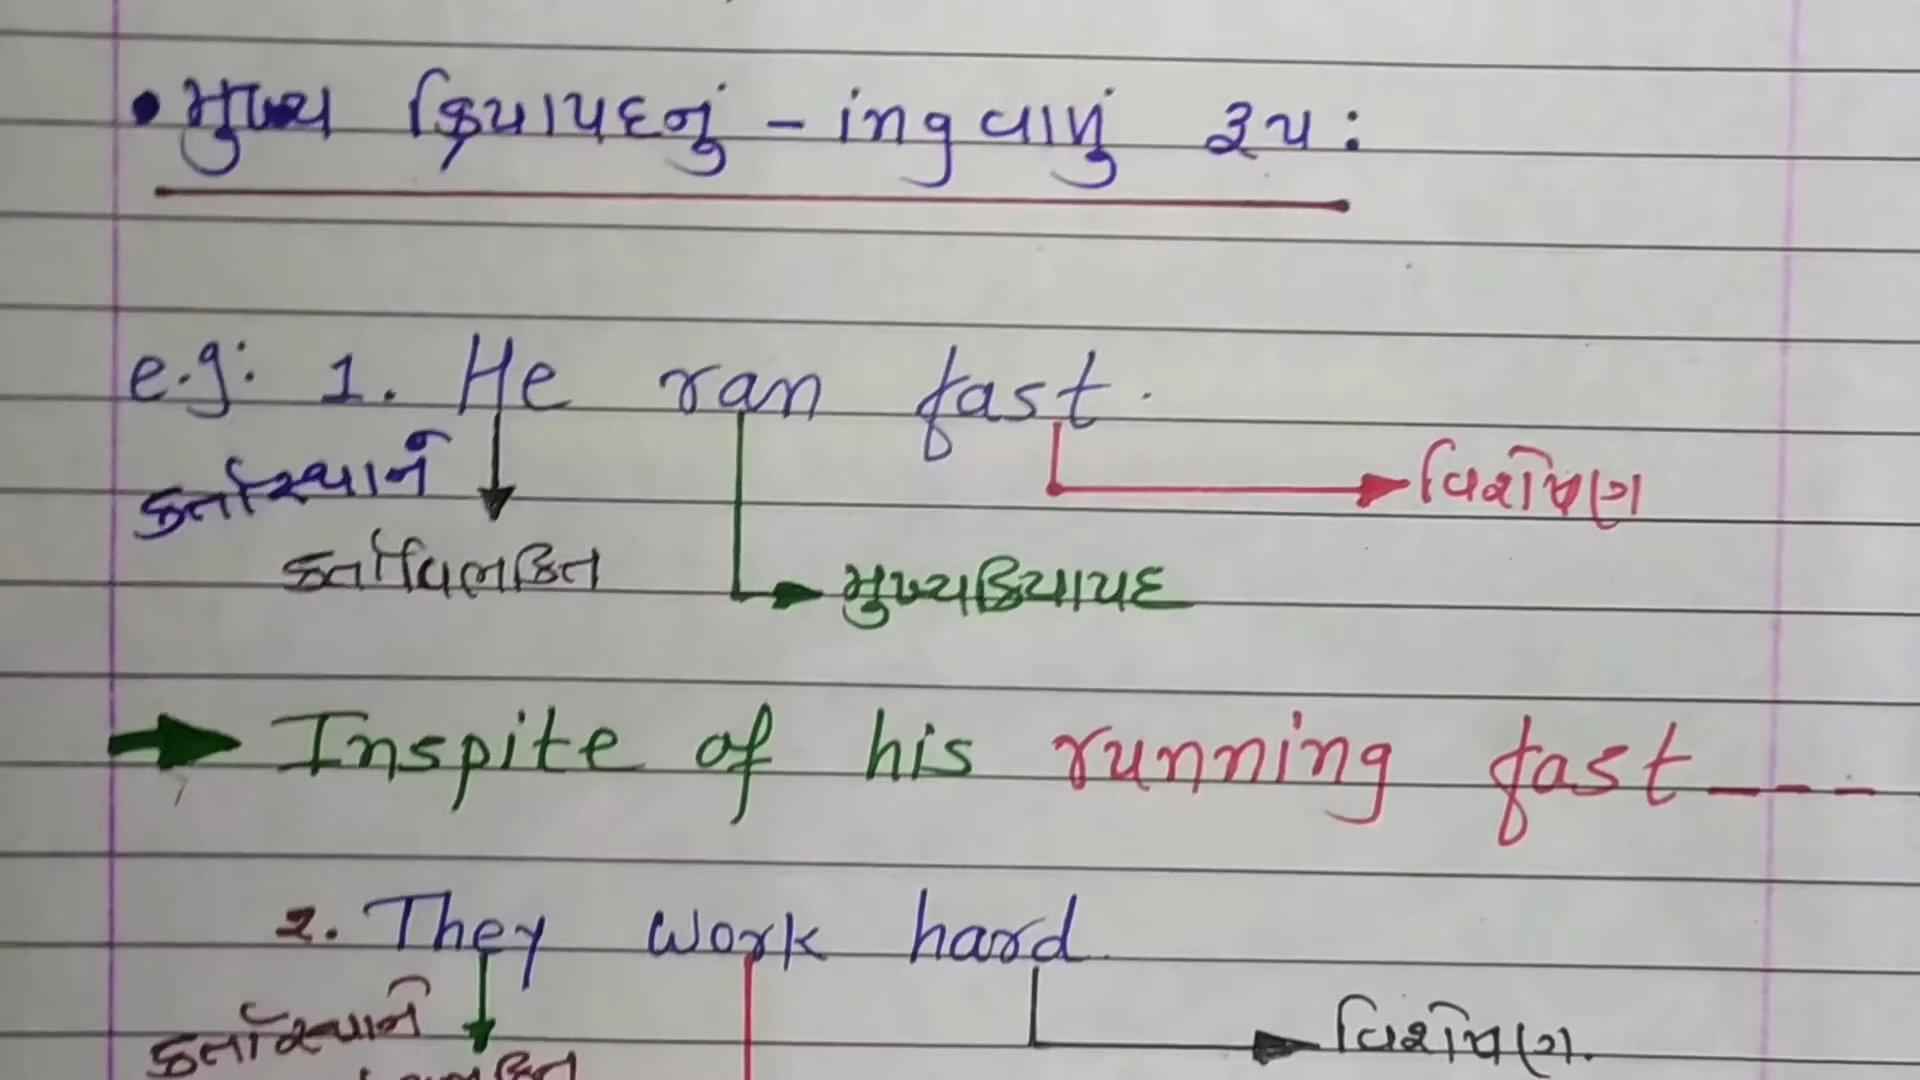 • મુખ્ય ક્રિયાપદનું - ing વાળું રૂપ :
e.g: 1. He ran fast.
કર્તાસ્થાને
વિશેષણ
કર્તાવિભક્તિ
મુખ્યક્રિયાપદ
Inspite of his running fast ---
2. They work hard.
કર્તાસ્થાને
વિશેષણ.